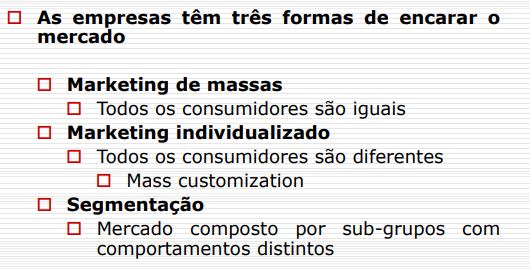 As empresas têm três formas de encarar o
mercado
Marketing de massas
Todos os consumidores são iguais
Marketing individualizado
Todos os consumidores são diferentes
Mass customization
Segmentação
Mercado composto por sub-grupos com
comportamentos distintos